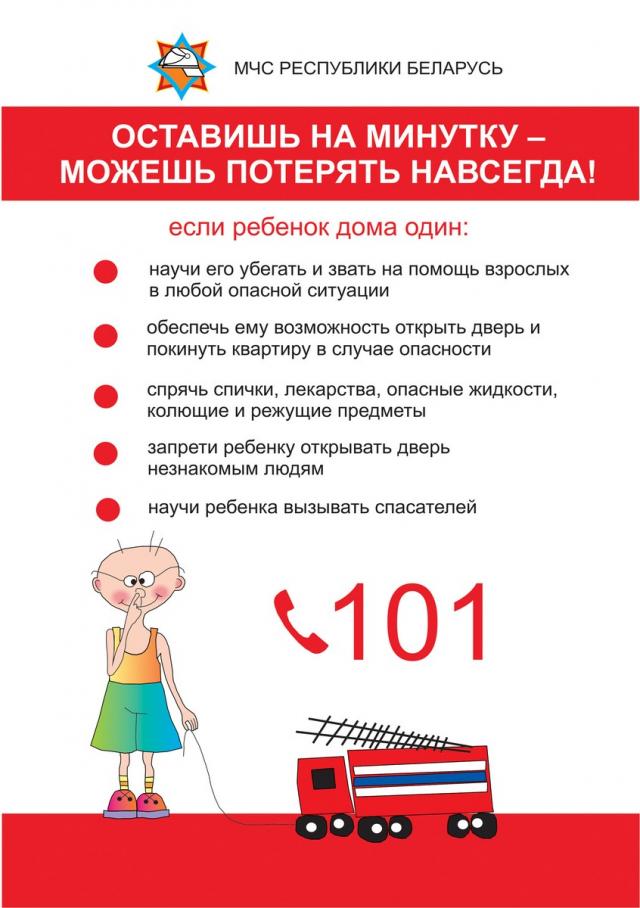 МЧС РЕСПУБЛИКИ БЕЛАРУСЬ
ОСТАВИШЬ НА МИНУТКУ –
МОЖЕШЬ ПОТЕРЯТЬ НАВСЕГДА!
если ребенок дома один:
научи его убегать и звать на помощь взрослых
в любой опасной ситуации
обеспечь ему возможность открыть дверь и
покинуть квартиру в случае опасности
спрячь спички, лекарства, опасные жидкости,
колющие и режущие предметы
запрети ребенку открывать дверь
незнакомым людям
научи ребенка вызывать спасателей
101